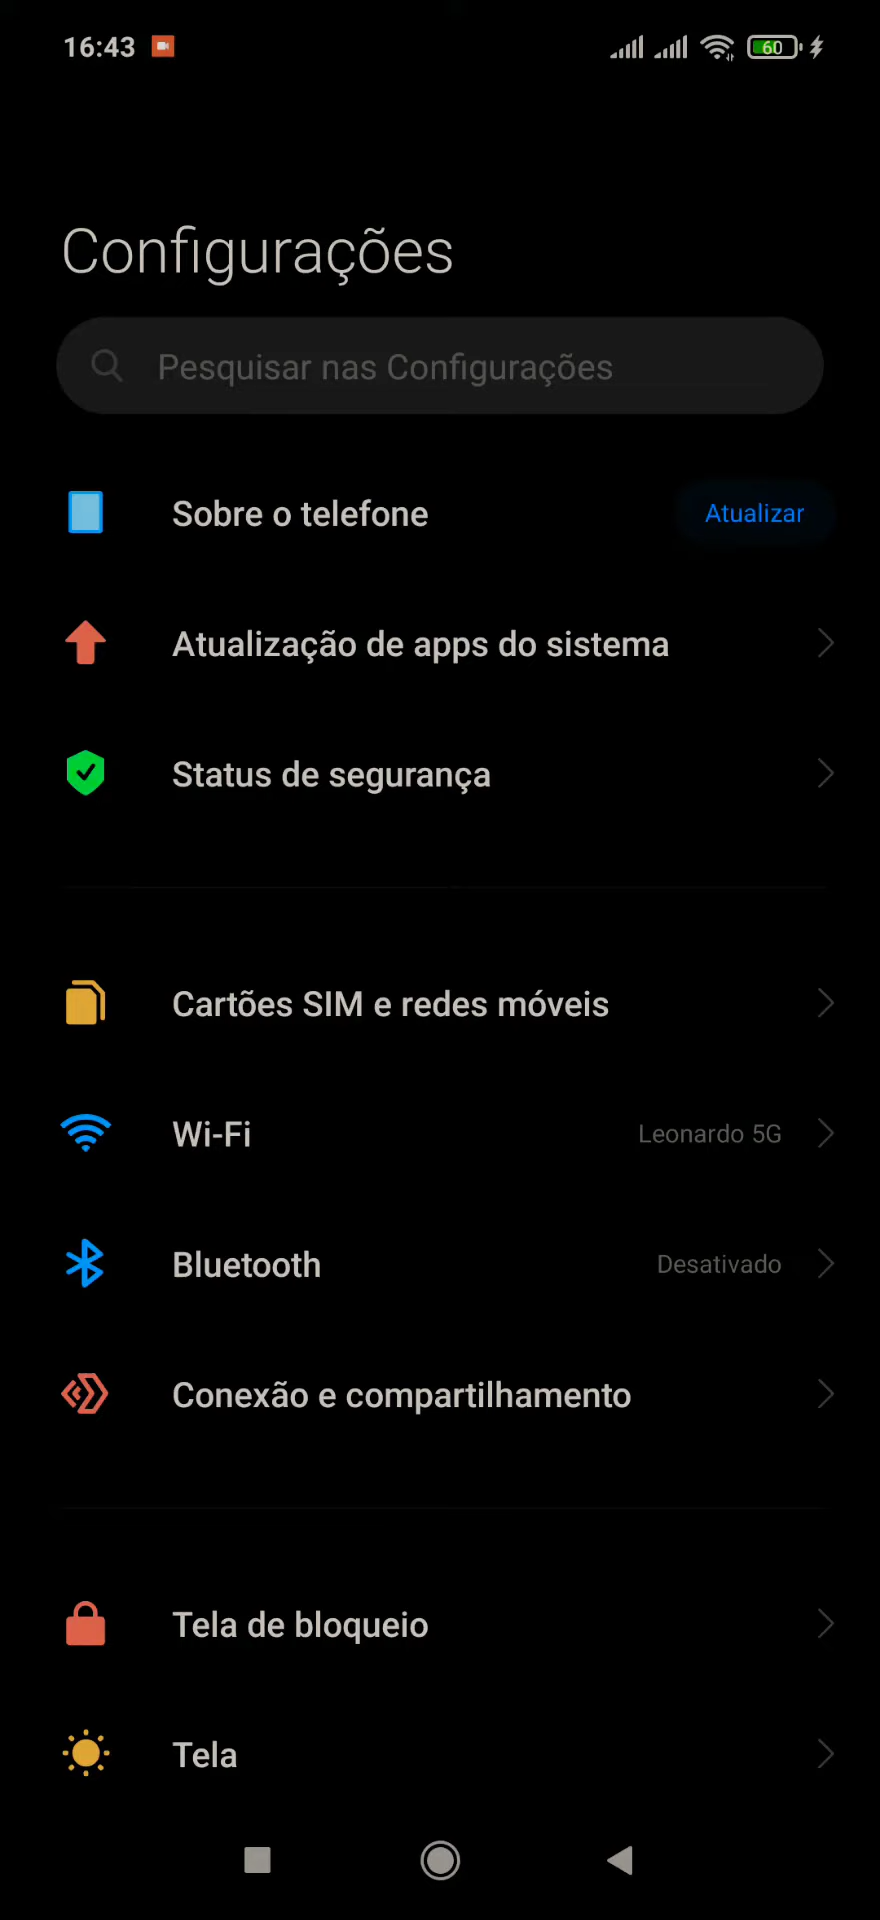 16:43
60
Configurações
Pesquisar nas Configurações
Sobre o telefone
Atualizar
Atualização de apps do sistema
Status de segurança
Cartões SIM e redes móveis
Wi-Fi
Leonardo 5G
Bluetooth
Desativado
Conexão e compartilhamento
Tela de bloqueio
Tela